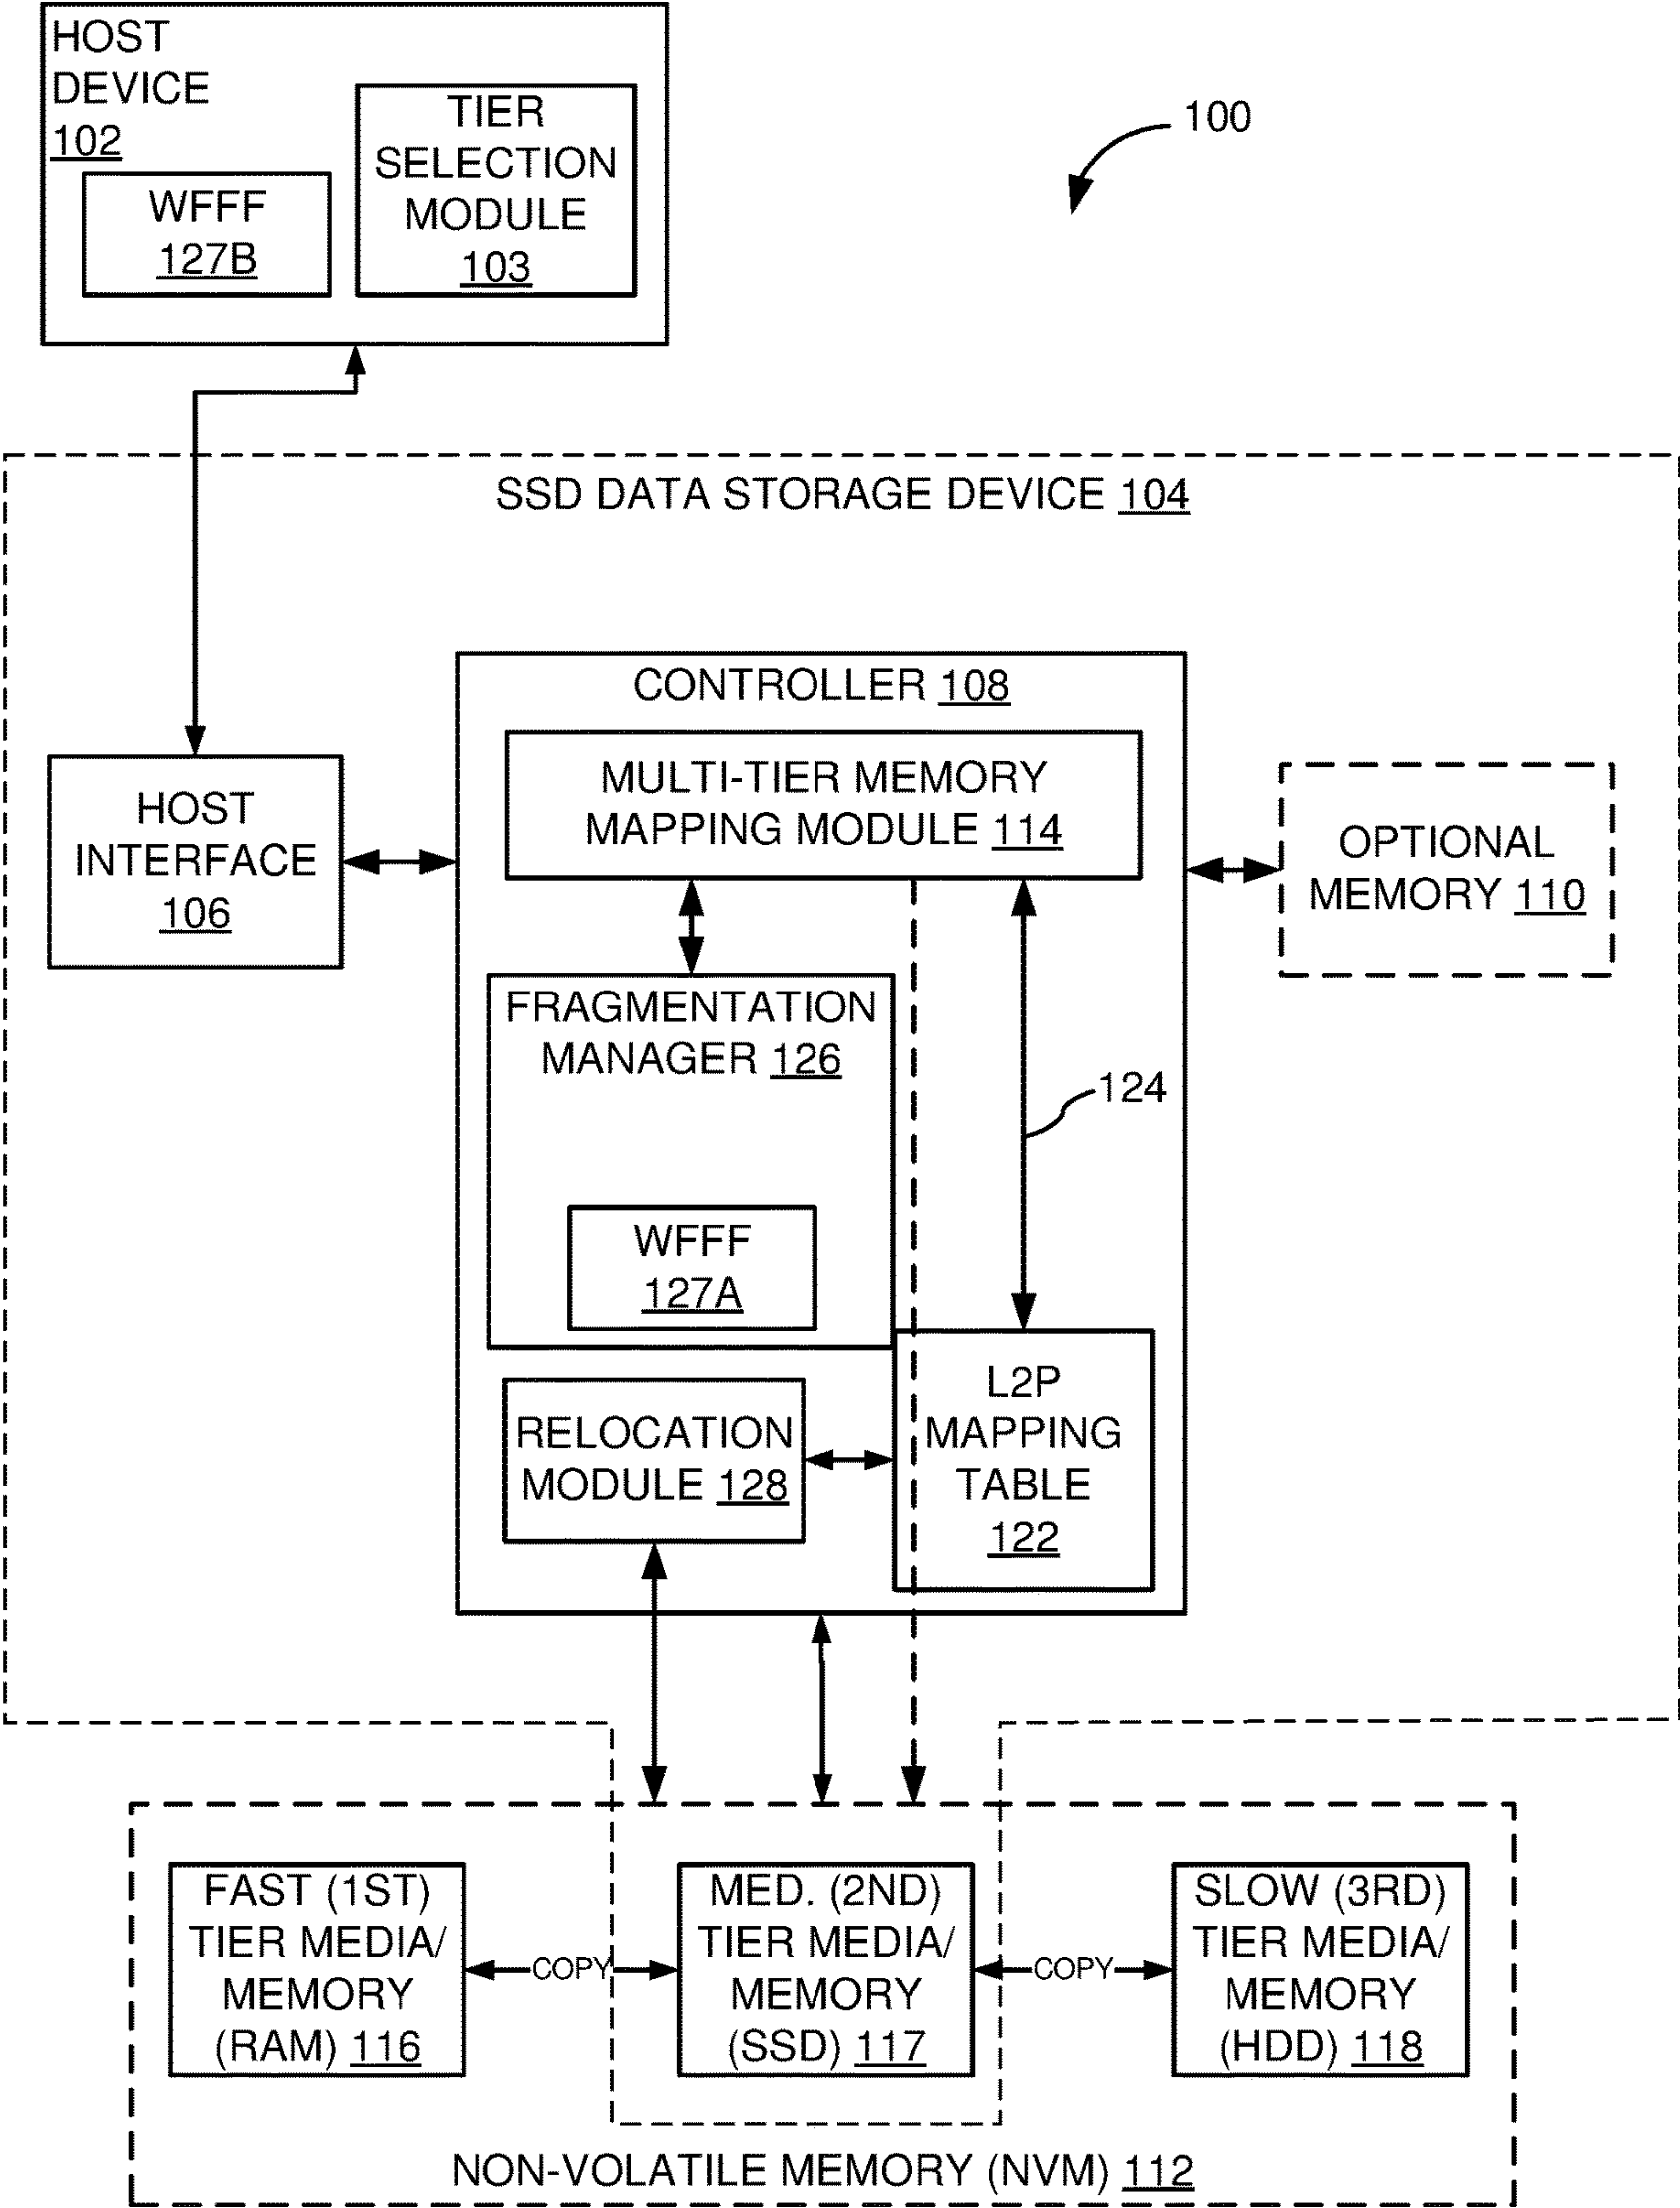 HOST
DEVICE
102
TIER
SELECTION
MODULE
103
WFFF
127B
100
SSD DATA STORAGE DEVICE 104
CONTROLLER 108
MULTI-TIER MEMORY
MAPPING MODULE 114
HOST
INTERFACE
106
OPTIONAL
MEMORY 110
FRAGMENTATION
MANAGER 126
124
WFFF
127A
L2P
MAPPING
TABLE
122
RELOCATION
MODULE 128
FAST (1ST)
TIER MEDIA/
MEMORY
(RAM) 116
COPY
MED. (2ND)
TIER MEDIA/
MEMORY
(SSD) 117
COPY
SLOW (3RD)
TIER MEDIA/
MEMORY
(HDD) 118
NON-VOLATILE MEMORY (NVM) 112